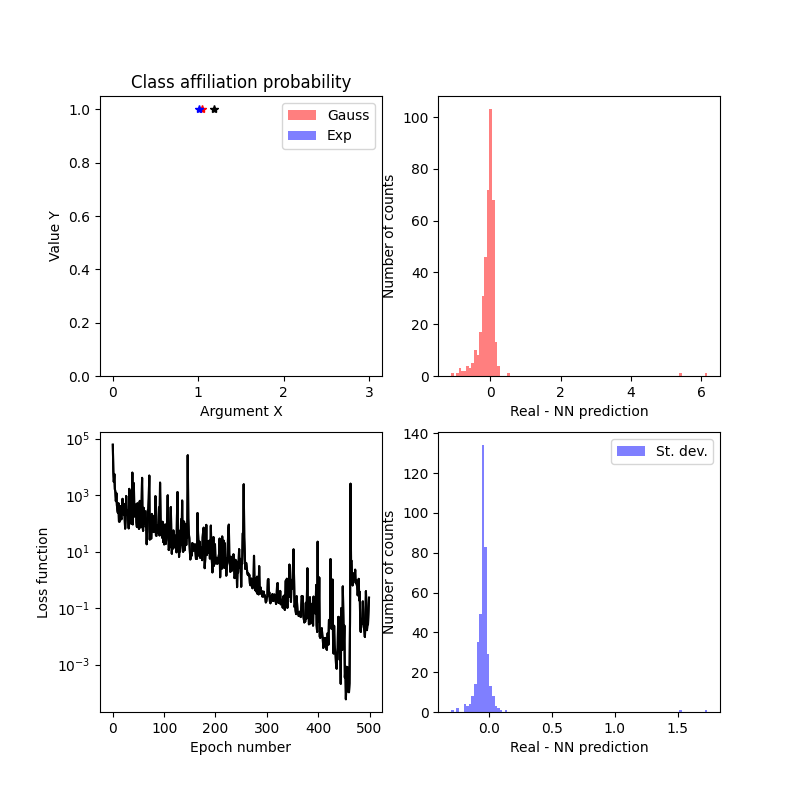 Class affiliation probability
Value Y
1.0
0.8
0.6
0.4
0.2
0.0
Gauss
Exp
0 1 2 3
Argument X
Number of counts
100
80
60
40
20
0
0 2 4 6
Real - NN prediction
Loss function
10^5
10^3
10^1
10^−1
10^−3
0 100 200 300 400 500
Epoch number
Number of counts
140
120
100
80
60
40
20
0
St. dev.
0.0 0.5 1.0 1.5
Real - NN prediction